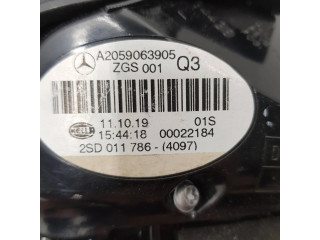 A2059063905
ZGS 001 Q3
11.10.19 01S
15:44:18 00022184
HELLA
2SD 011 786 - (4097)